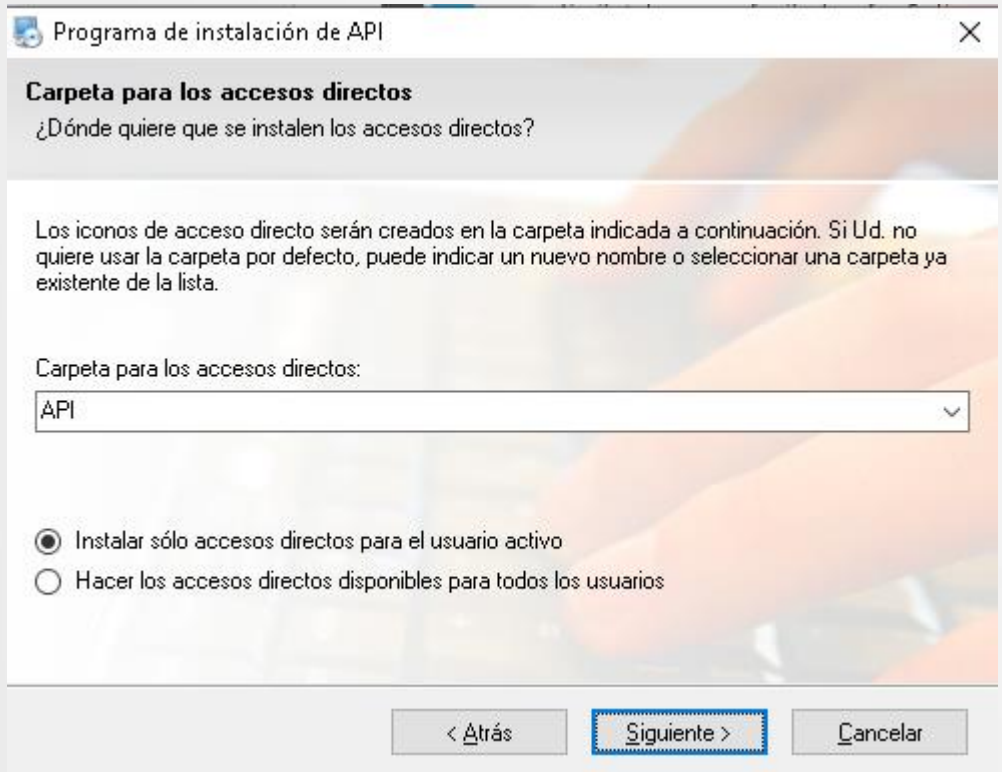 Programa de instalación de API
Carpeta para los accesos directos
¿Dónde quiere que se instalen los accesos directos?
Los iconos de acceso directo serán creados en la carpeta indicada a continuación. Si Ud. no
quiere usar la carpeta por defecto, puede indicar un nuevo nombre o seleccionar una carpeta ya
existente de la lista.
Carpeta para los accesos directos:
API
Instalar sólo accesos directos para el usuario activo
Hacer los accesos directos disponibles para todos los usuarios
< Atrás
Siguiente >
Cancelar